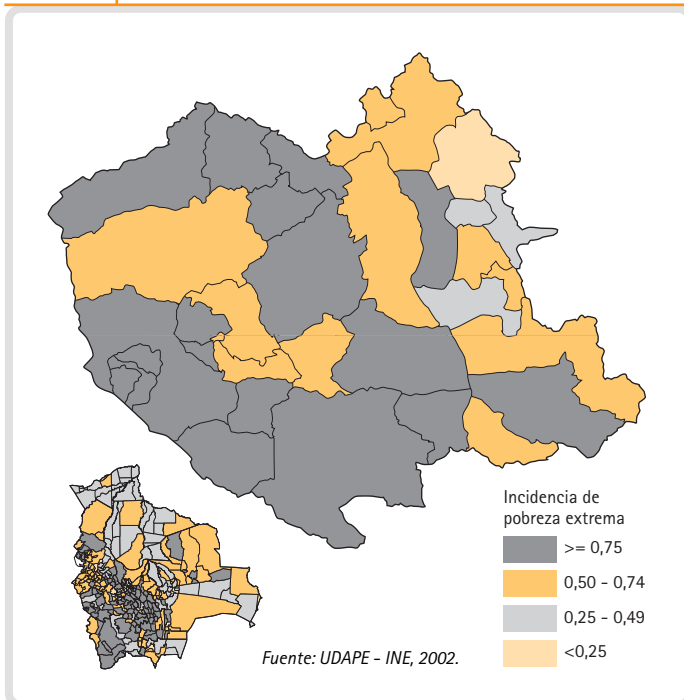 Incidencia de
pobreza extrema
>= 0,75
0,50 - 0,74
0,25 - 0,49
<0,25
Fuente: UDAPE - INE, 2002.